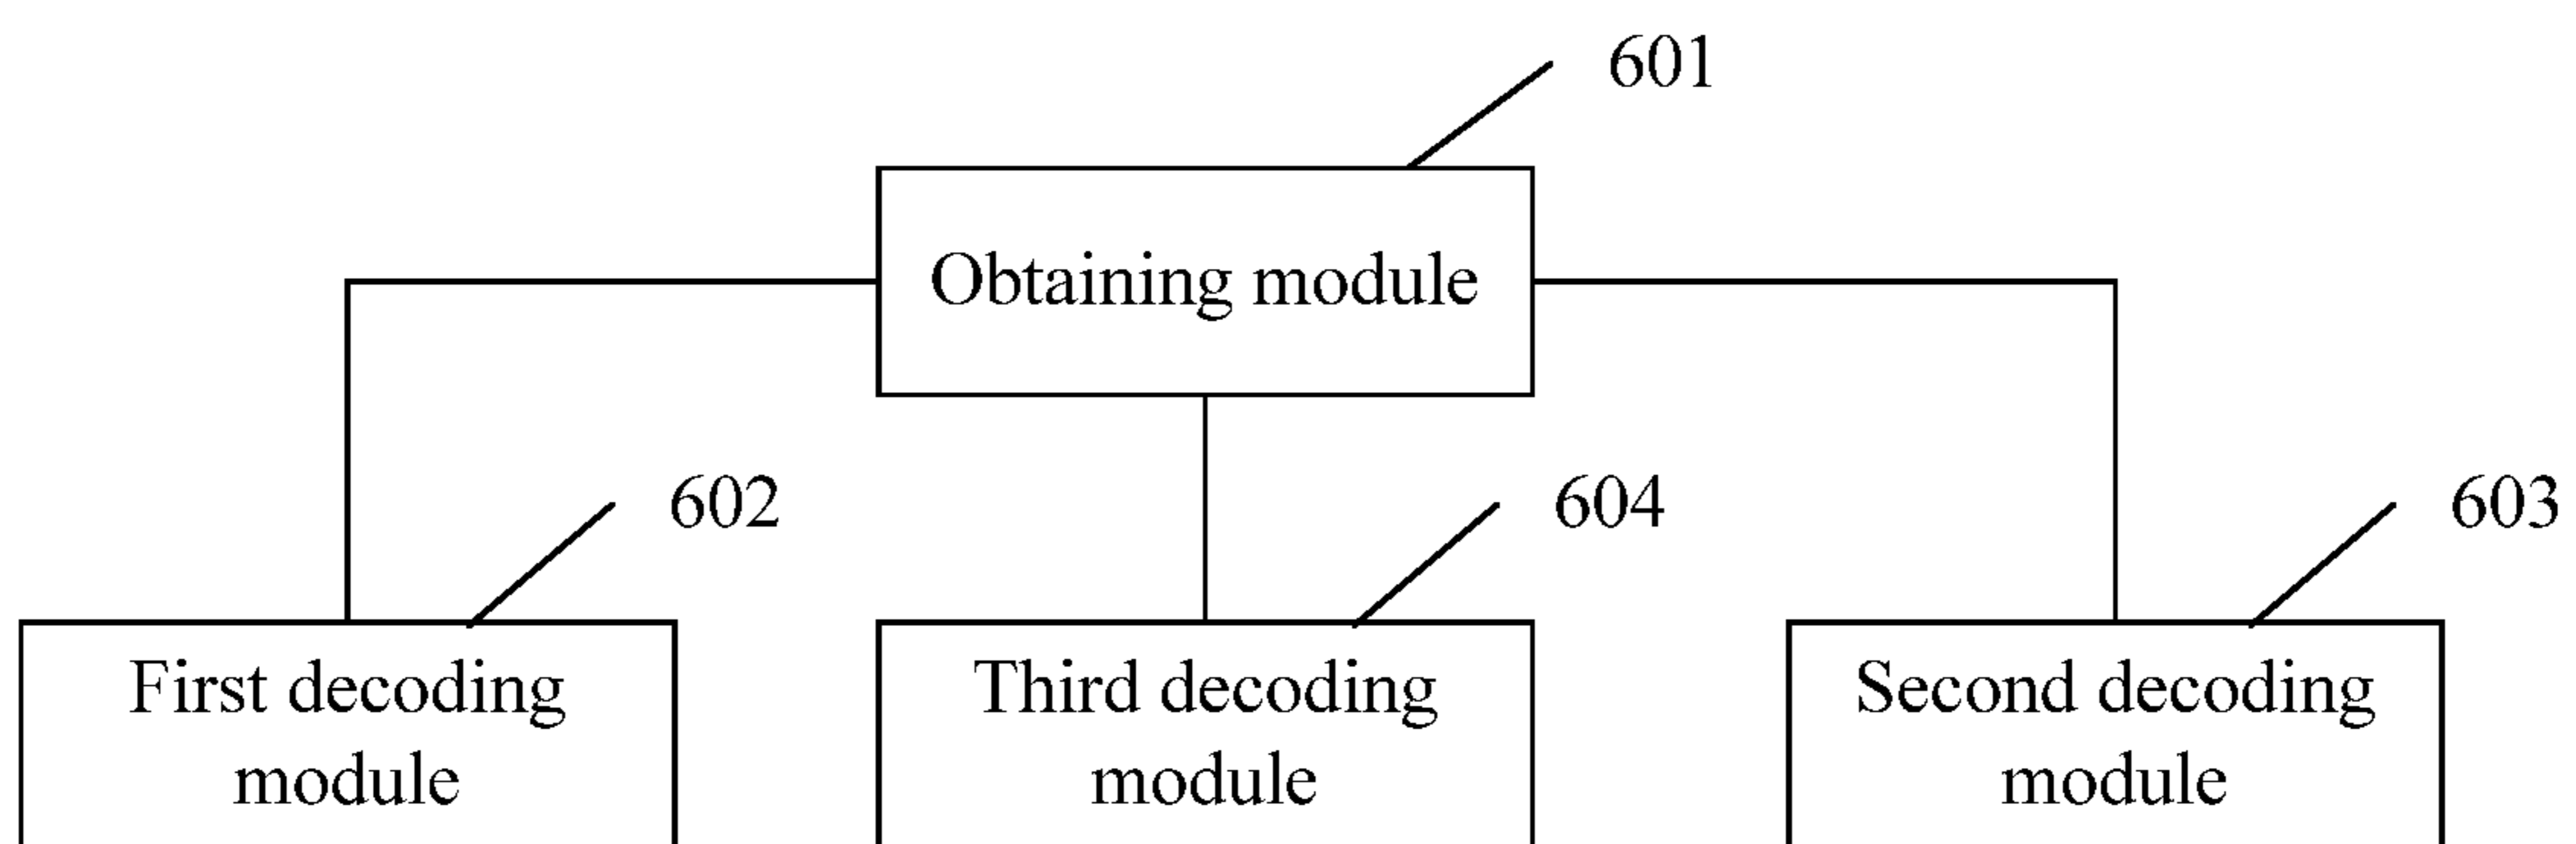 601
Obtaining module
602
604
603
First decoding
module
Third decoding
module
Second decoding
module